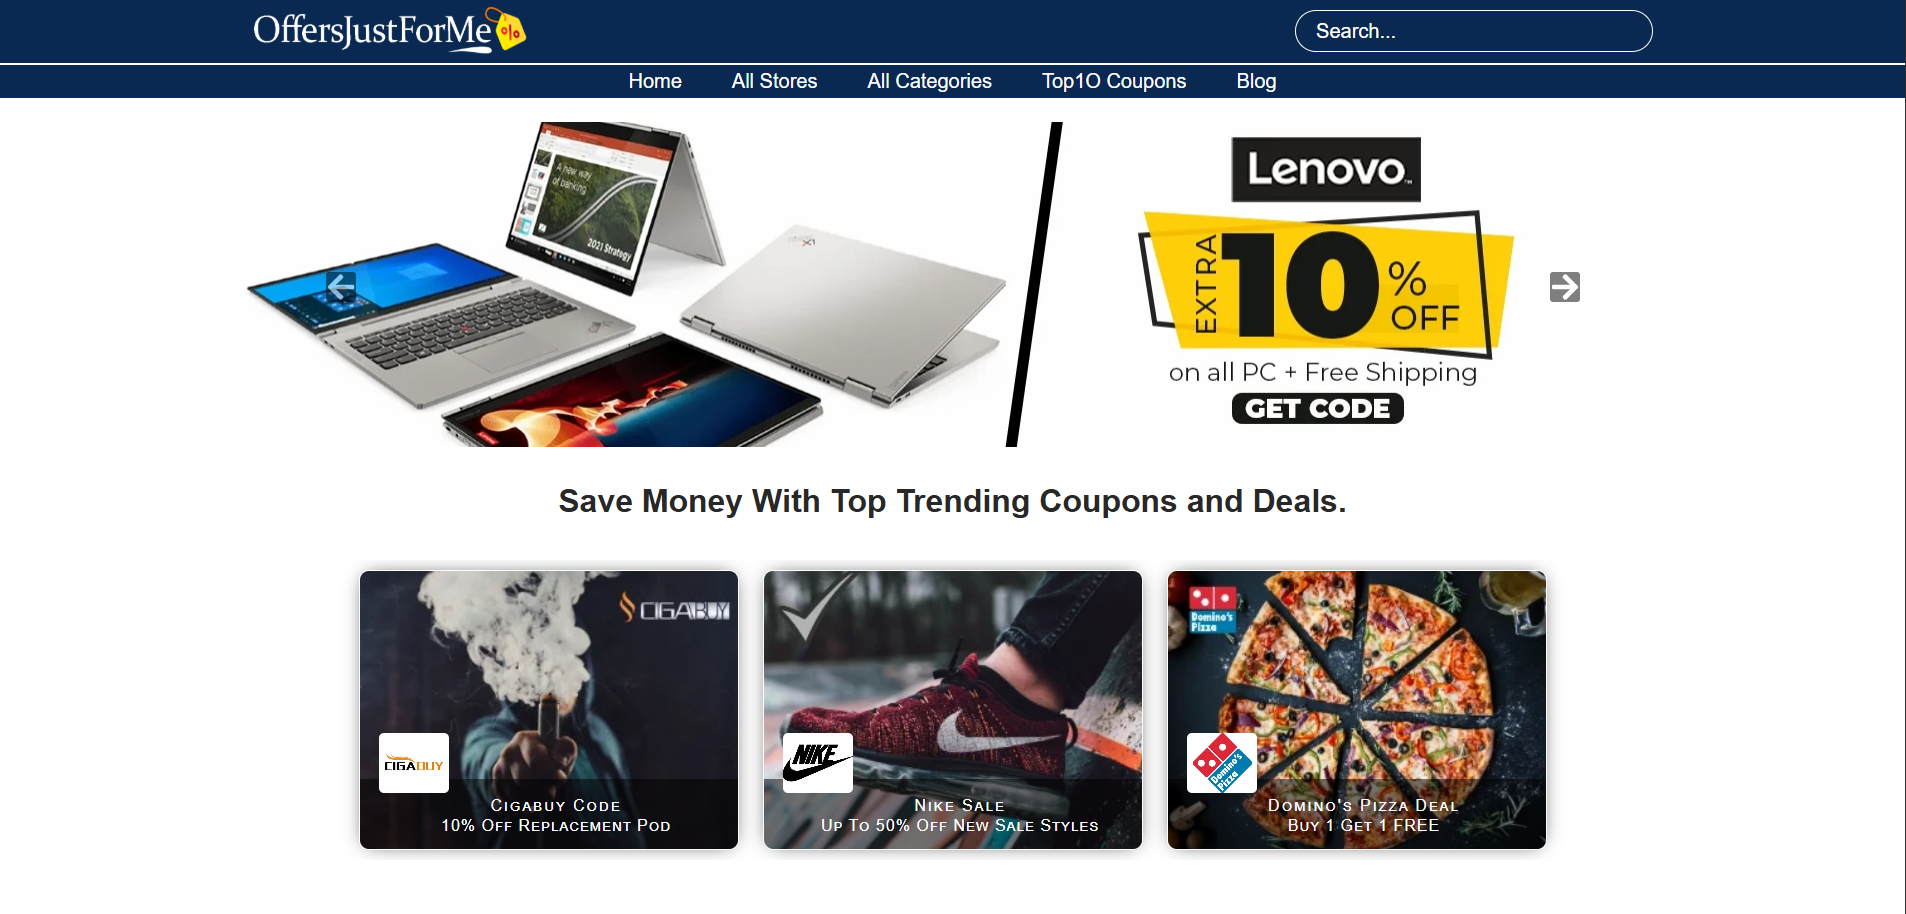 OffersJustForMe %
Search...
Home All Stores All Categories Top1O Coupons Blog
A new way
of banking
2021 Strategy
Lenovo
EXTRA 10% OFF
on all PC + Free Shipping
GET CODE
Save Money With Top Trending Coupons and Deals.
CIGABUY
CIGABUY
Cigabuy Code
10% Off Replacement Pod
NIKE
Nike Sale
Up To 50% Off New Sale Styles
Domino's
Pizza
Domino's
Pizza
Domino's Pizza Deal
Buy 1 Get 1 FREE